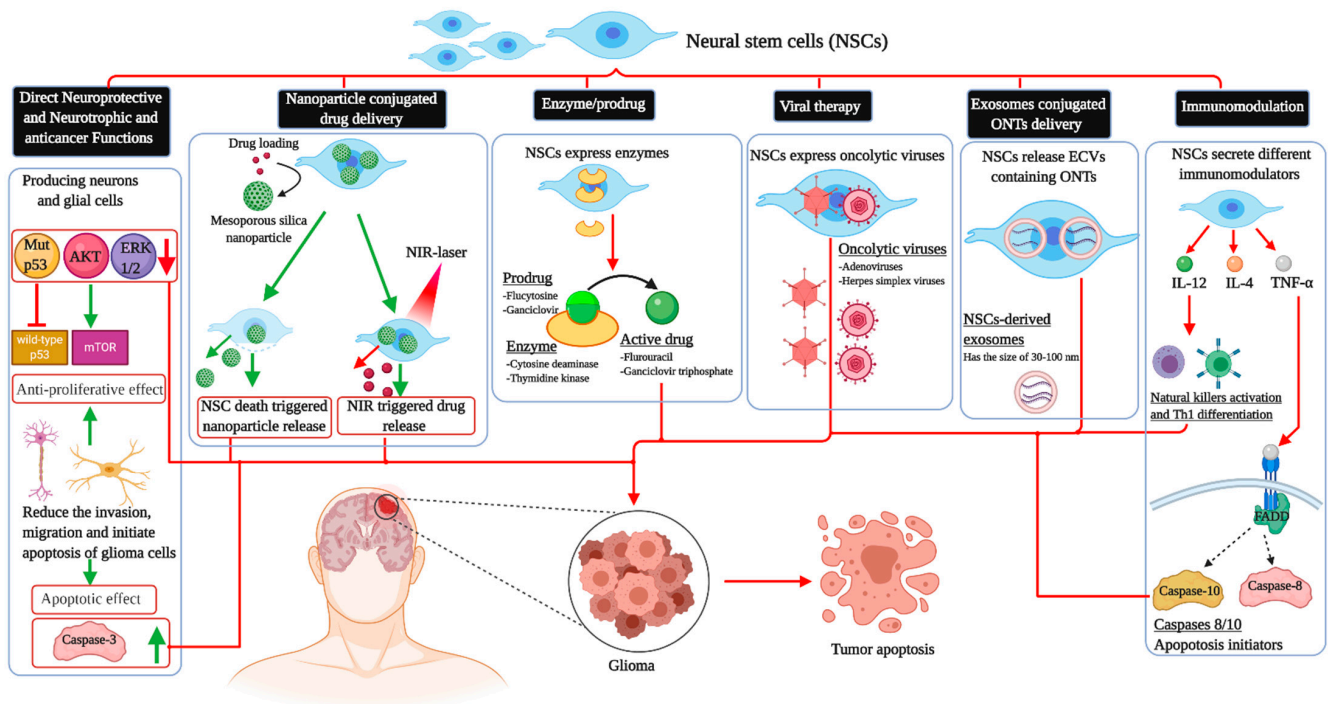 Neural stem cells (NSCs)
Direct Neuroprotective
and Neurotrophic and
anticancer Functions
Producing neurons
and glial cells
Mut
p53
AKT
ERK
1/2
wild-type
p53
mTOR
Anti-proliferative effect
Reduce the invasion,
migration and initiate
apoptosis of glioma cells
Apoptotic effect
Caspase-3
Nanoparticle conjugated
drug delivery
Drug loading
Mesoporous silica
nanoparticle
NIR-laser
NSC death triggered
nanoparticle release
NIR triggered drug
release
Enzyme/prodrug
NSCs express enzymes
Prodrug
-Flucytosine
-Ganciclovir
Enzyme
-Cytosine deaminase
-Thymidine kinase
Active drug
-Flurouracil
-Ganciclovir triphosphate
Viral therapy
NSCs express oncolytic viruses
Oncolytic viruses
-Adenoviruses
-Herpes simplex viruses
Exosomes conjugated
ONTs delivery
NSCs release ECVs
containing ONTs
NSCs-derived
exosomes
Has the size of 30-100 nm
Immunomodulation
NSCs secrete different
immunomodulators
IL-12
IL-4
TNF-α
Natural killers activation
and Th1 differentiation
FADD
Caspase-10
Caspase-8
Caspases 8/10
Apopotosis initiators
Glioma
Tumor apoptosis